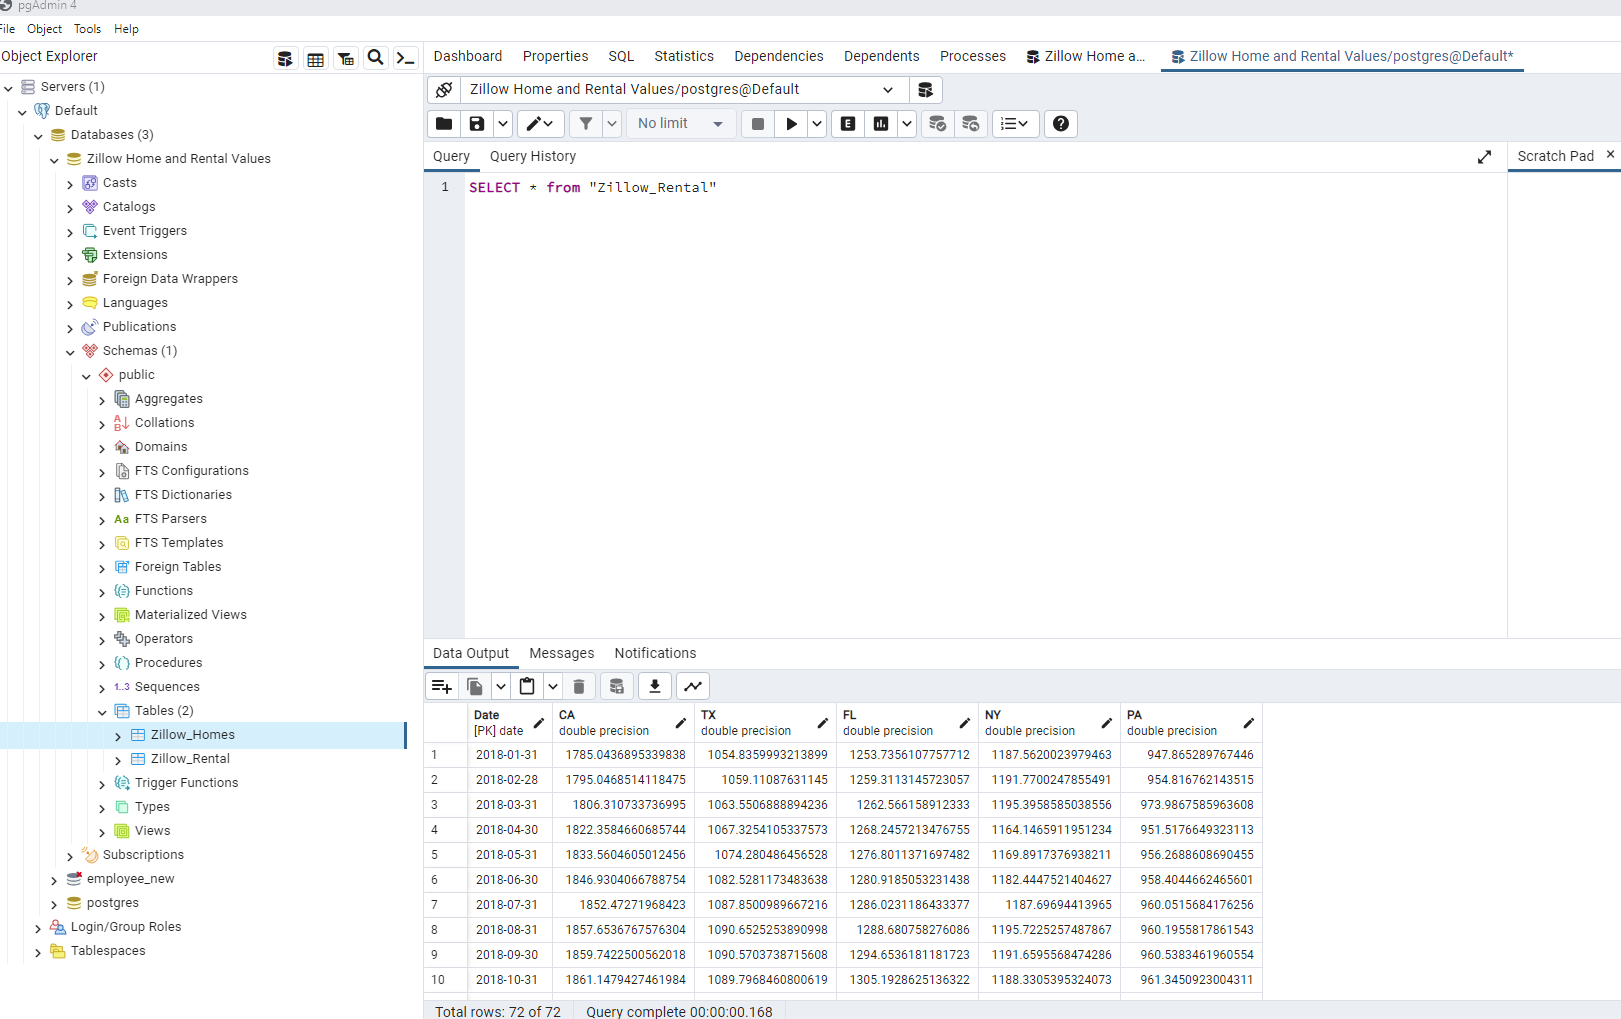 pgAdmin 4
File Object Tools Help
Object Explorer
Dashboard Properties SQL Statistics Dependencies Dependents Processes Zillow Home a... Zillow Home and Rental Values/postgres@Default*
Servers (1)
Default
Databases (3)
Zillow Home and Rental Values
Casts
Catalogs
Event Triggers
Extensions
Foreign Data Wrappers
Languages
Publications
Schemas (1)
public
Aggregates
Collations
Domains
FTS Configurations
FTS Dictionaries
Aa FTS Parsers
FTS Templates
Foreign Tables
Functions
Materialized Views
Operators
Procedures
1..3 Sequences
Tables (2)
Zillow_Homes
Zillow_Rental
Trigger Functions
Types
Views
Subscriptions
employee_new
postgres
Login/Group Roles
Tablespaces
Zillow Home and Rental Values/postgres@Default
No limit E
Query Query History Scratch Pad
1 SELECT * from "Zillow_Rental"
Data Output Messages Notifications
Date CA TX FL NY PA
[PK] date double precision double precision double precision double precision double precision
1 2018-01-31 1785.0436895339838 1054.8359993213899 1253.7356107757712 1187.5620023979463 947.865289767446
2 2018-02-28 1795.0468514118475 1059.11087631145 1259.3113145723057 1191.7700247855491 954.816762143515
3 2018-03-31 1806.310733736995 1063.5506888894236 1262.566158912333 1195.3958585038556 973.9867585963608
4 2018-04-30 1822.3584660685744 1067.3254105337573 1268.2457213476755 1164.1465911951234 951.5176649323113
5 2018-05-31 1833.5604605012456 1074.280486456528 1276.8011371697482 1169.8917376938211 956.2688608690455
6 2018-06-30 1846.9304066788754 1082.5281173483638 1280.9185053231438 1182.4447521404627 958.4044662465601
7 2018-07-31 1852.47271968423 1087.8500989667216 1286.0231186433377 1187.69694413965 960.0515684176256
8 2018-08-31 1857.6536767576304 1090.6525253890998 1288.680758276086 1195.7225257487867 960.1955817861543
9 2018-09-30 1859.7422500562018 1090.5703738715608 1294.6536181181723 1191.6595568474286 960.5383461960554
10 2018-10-31 1861.1479427461984 1089.7968460800619 1305.1928625136322 1188.3305395324073 961.3450923004311
Total rows: 72 of 72 Query complete 00:00:00.168